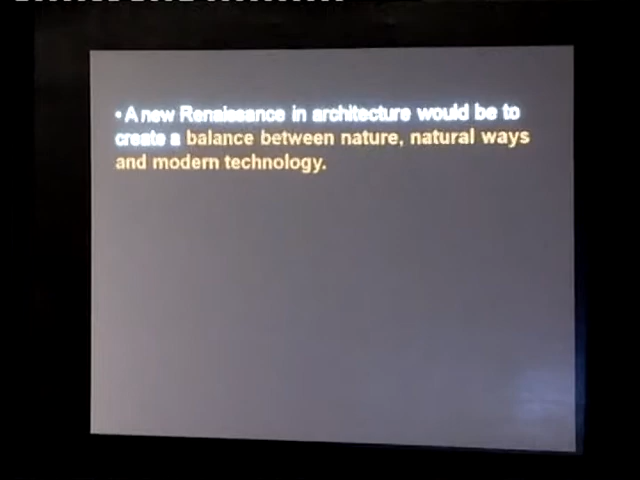 • A new Renaissance in architecture would be to
create a balance between nature, natural ways
and modern technology.